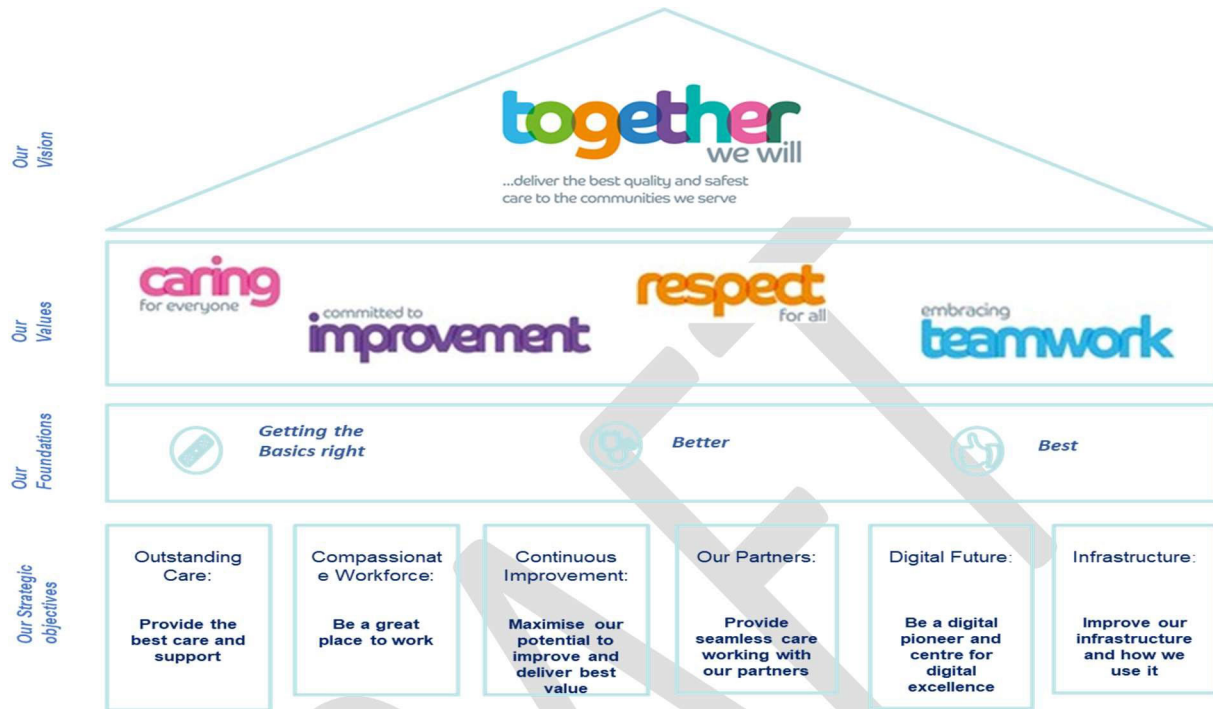 Our
Vision
together
we will
...deliver the best quality and safest
care to the communities we serve
Our
Values
caring
for everyone
committed to
improvement
respect
for all
embracing
teamwork
Our
Foundations
Getting the
Basics right
Better
Best
Our Strategic
objectives
Outstanding
Care:
Provide the
best care and
support
Compassionat
e Workforce:
Be a great
place to work
Continuous
Improvement:
Maximise our
potential to
improve and
deliver best
value
Our Partners:
Provide
seamless care
working with
our partners
Digital Future:
Be a digital
pioneer and
centre for
digital
excellence
Infrastructure:
Improve our
infrastructure
and how we
use it
DRAFT